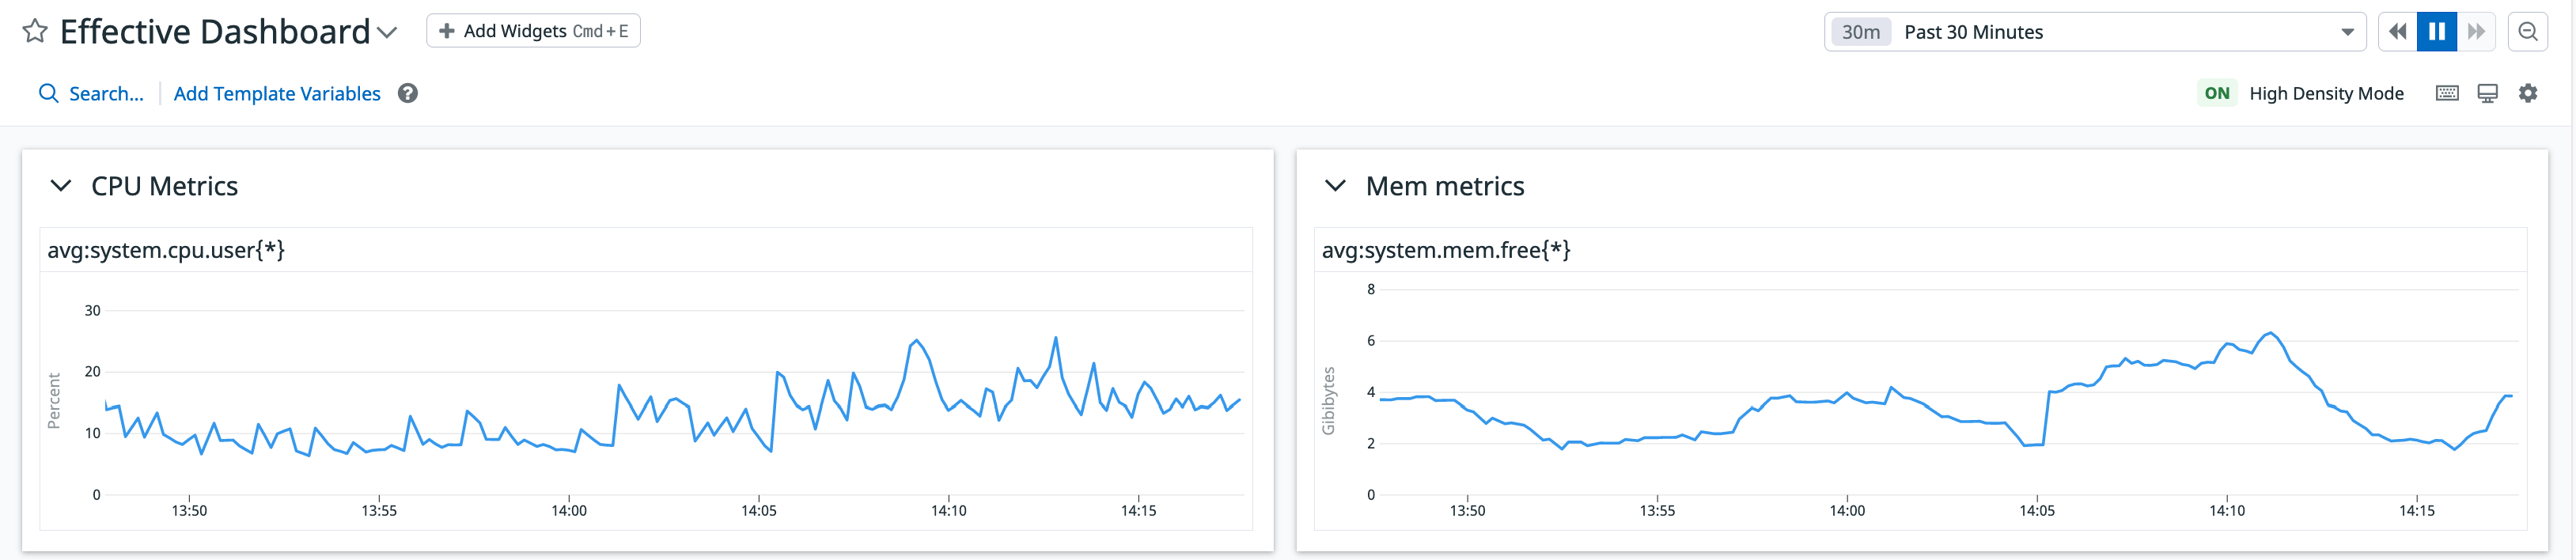 Effective Dashboard
Add Widgets Cmd+E
30m Past 30 Minutes
Search...
Add Template Variables
ON High Density Mode
CPU Metrics
avg:system.cpu.user{*}
Percent
30
20
10
0
13:50 13:55 14:00 14:05 14:10 14:15
Mem metrics
avg:system.mem.free{*}
Gibibytes
8
6
4
2
0
13:50 13:55 14:00 14:05 14:10 14:15